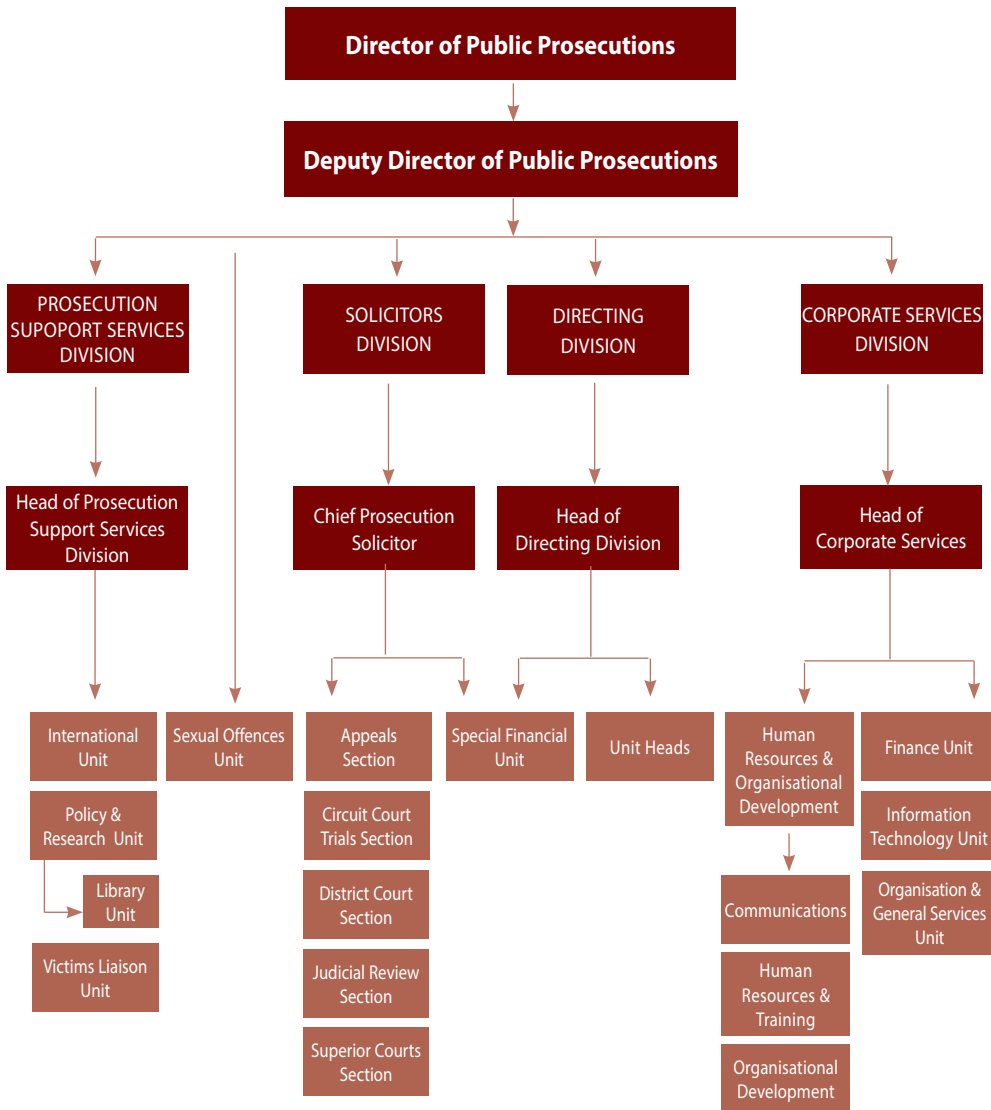 Director of Public Prosecutions
Deputy Director of Public Prosecutions
PROSECUTION
SUPOPORT SERVICES
DIVISION
SOLICITORS
DIVISION
DIRECTING
DIVISION
CORPORATE SERVICES
DIVISION
Head of Prosecution
Support Services
Division
Chief Prosecution
Solicitor
Head of
Directing Division
Head of
Corporate Services
International
Unit
Sexual Offences
Unit
Appeals
Section
Special Financial
Unit
Unit Heads
Human
Resources &
Organisational
Development
Finance Unit
Policy &
Research Unit
Circuit Court
Trials Section
Information
Technology Unit
Library
Unit
District Court
Section
Communications
Organisation &
General Services
Unit
Victims Liaison
Unit
Judicial Review
Section
Human
Resources &
Training
Superior Courts
Section
Organisational
Development